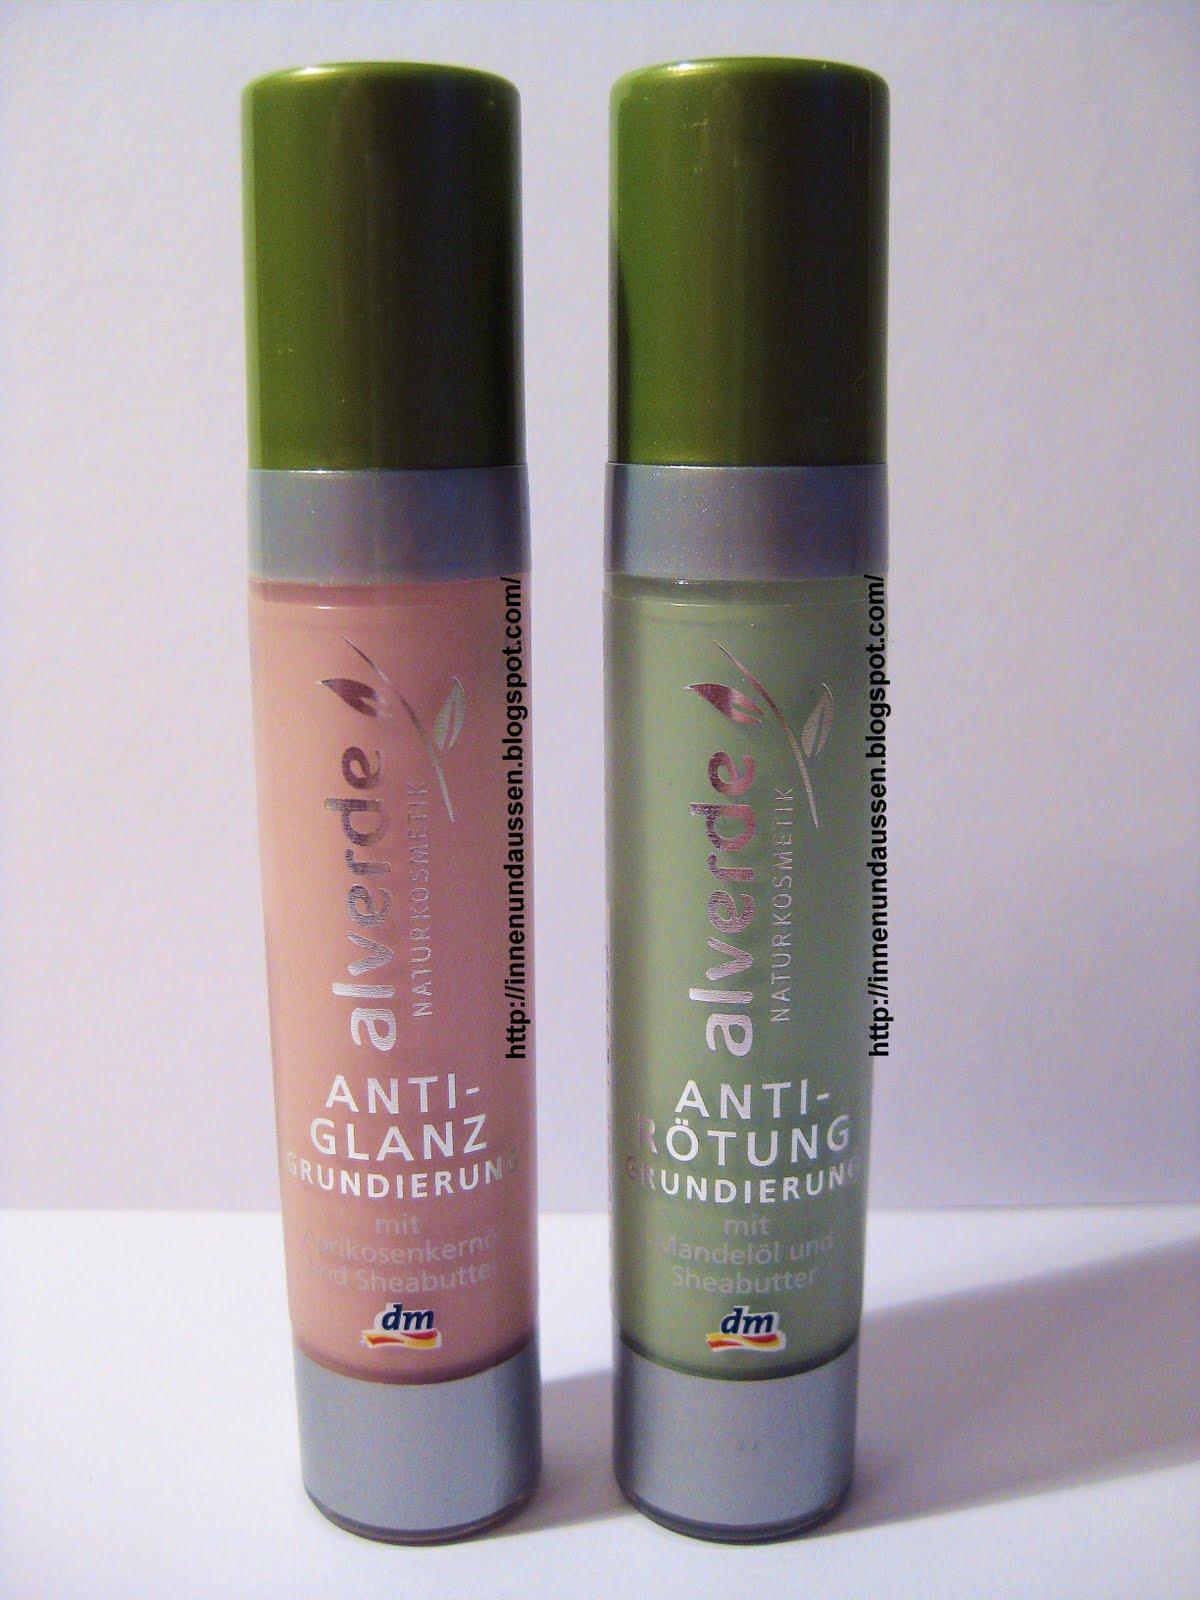 alverde
NATURKOSMETIK
ANTI-
GLANZ
GRUNDIERUNG
mit
Aprikosenkernö
und Sheabutter
dm
http://innenundaussen.blogspot.com/
alverde
NATURKOSMETIK
ANTI-
RÖTUNG
GRUNDIERUNG
mit
Mandelöl und
Sheabutter
dm
http://innenundaussen.blogspot.com/